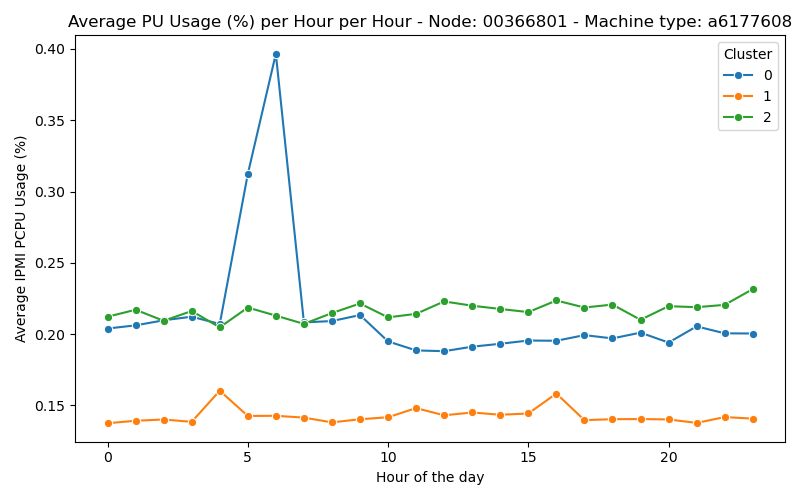 Average PU Usage (%) per Hour per Hour - Node: 00366801 - Machine type: a6177608
Average IPMI PCPU Usage (%)
0.40
0.35
0.30
0.25
0.20
0.15
Cluster
0
1
2
0 5 10 15 20
Hour of the day